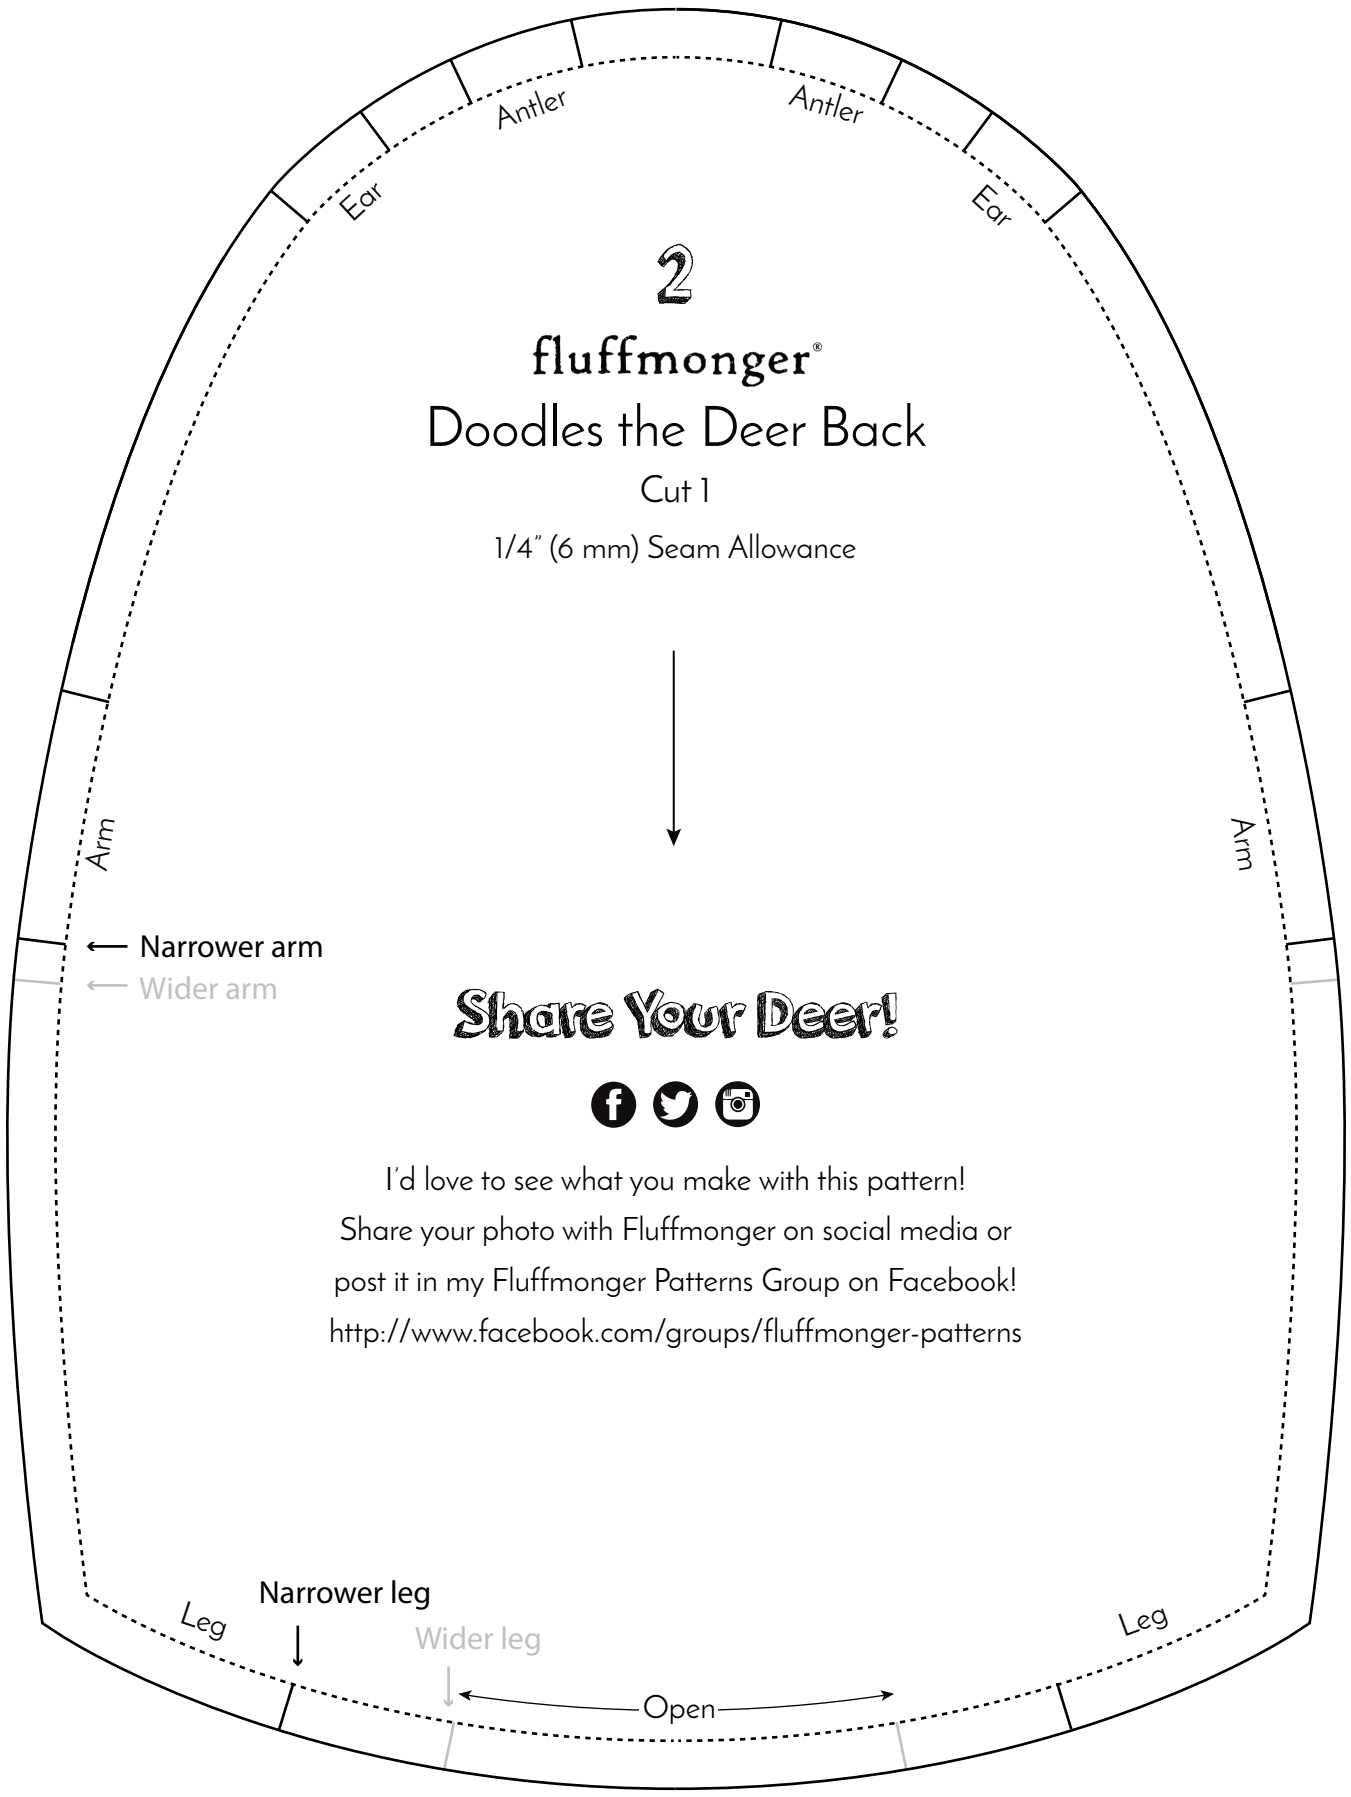 Antler
Antler
Ear
Ear
2
fluffmonger®
Doodles the Deer Back
Cut 1
1/4” (6 mm) Seam Allowance
Arm
Arm
Narrower arm
Wider arm
Share Your Deer!
I'd love to see what you make with this pattern!
Share your photo with Fluffmonger on social media or
post it in my Fluffmonger Patterns Group on Facebook!
http://www.facebook.com/groups/fluffmonger-patterns
Narrower leg
Leg
Leg
Wider leg
Open